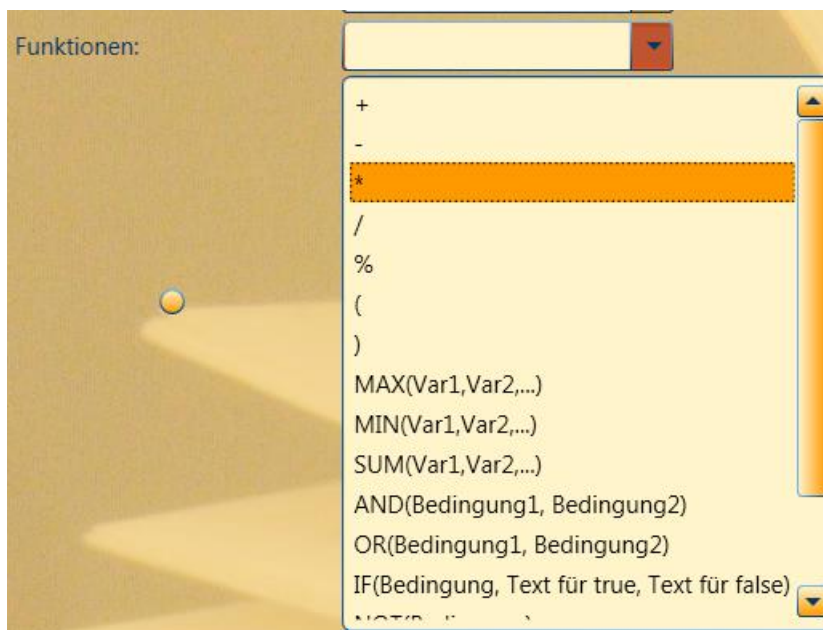 Funktionen:
+
-
*
/
%
(
)
MAX(Var1,Var2,...)
MIN(Var1,Var2,...)
SUM(Var1,Var2,...)
AND(Bedingung1, Bedingung2)
OR(Bedingung1, Bedingung2)
IF(Bedingung, Text für true, Text für false)